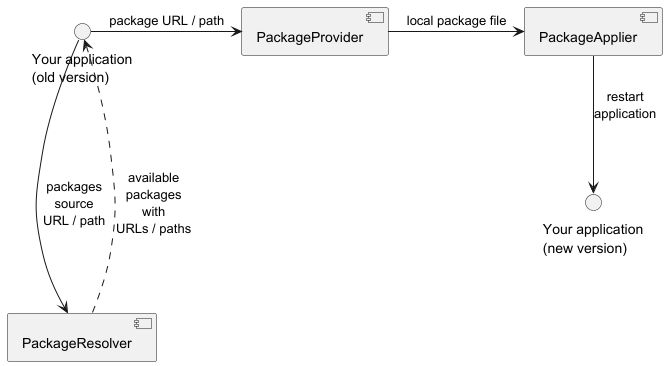 package URL / path
PackageProvider
local package file
PackageApplier
Your application
(old version)
restart
application
packages
source
URL / path
available
packages
with
URLs / paths
Your application
(new version)
PackageResolver